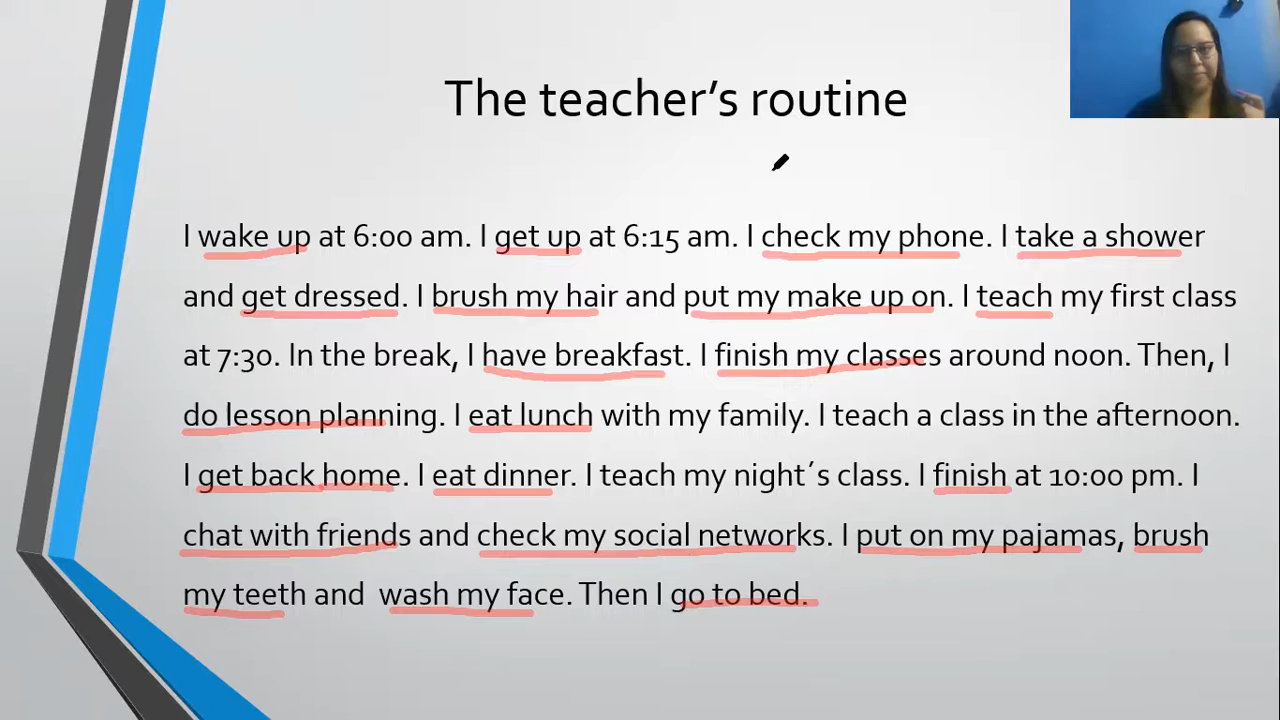 The teacher's routine
I wake up at 6:00 am. I get up at 6:15 am. I check my phone. I take a shower
and get dressed. I brush my hair and put my make up on. I teach my first class
at 7:30. In the break, I have breakfast. I finish my classes around noon. Then, I
do lesson planning. I eat lunch with my family. I teach a class in the afternoon.
I get back home. I eat dinner. I teach my night´s class. I finish at 10:00 pm. I
chat with friends and check my social networks. I put on my pajamas, brush
my teeth and  wash my face. Then I go to bed.